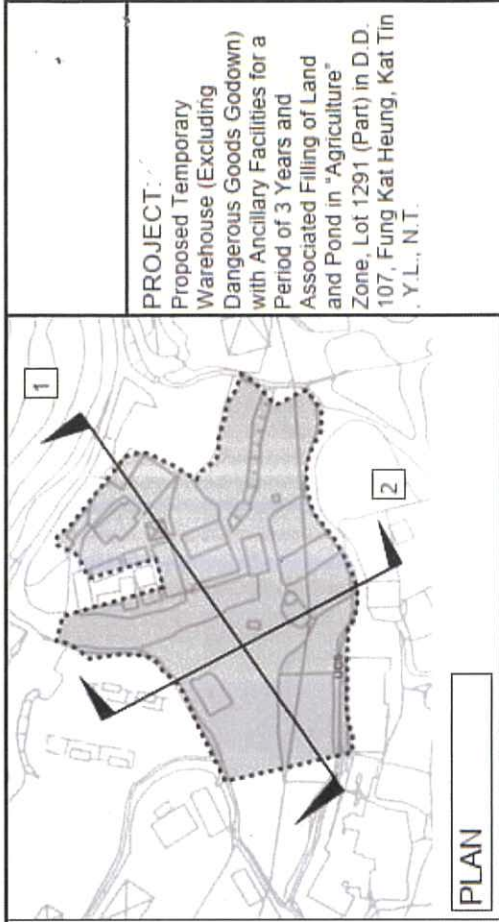 PROJECT:
Proposed Temporary
Warehouse (Excluding
Dangerous Goods Godown)
with Ancillary Facilities for a
Period of 3 Years and
Associated Filling of Land
and Pond in "Agriculture"
Zone, Lot 1291 (Part) in D.D.
107, Fung Kat Heung, Kat Tin
, Y.L., N.T.
1
2
PLAN